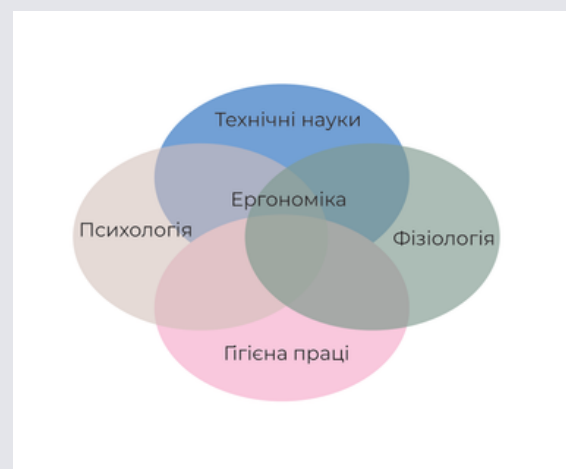 Технічні науки
Ергономіка
Психологія
Фізіологія
Гігієна праці